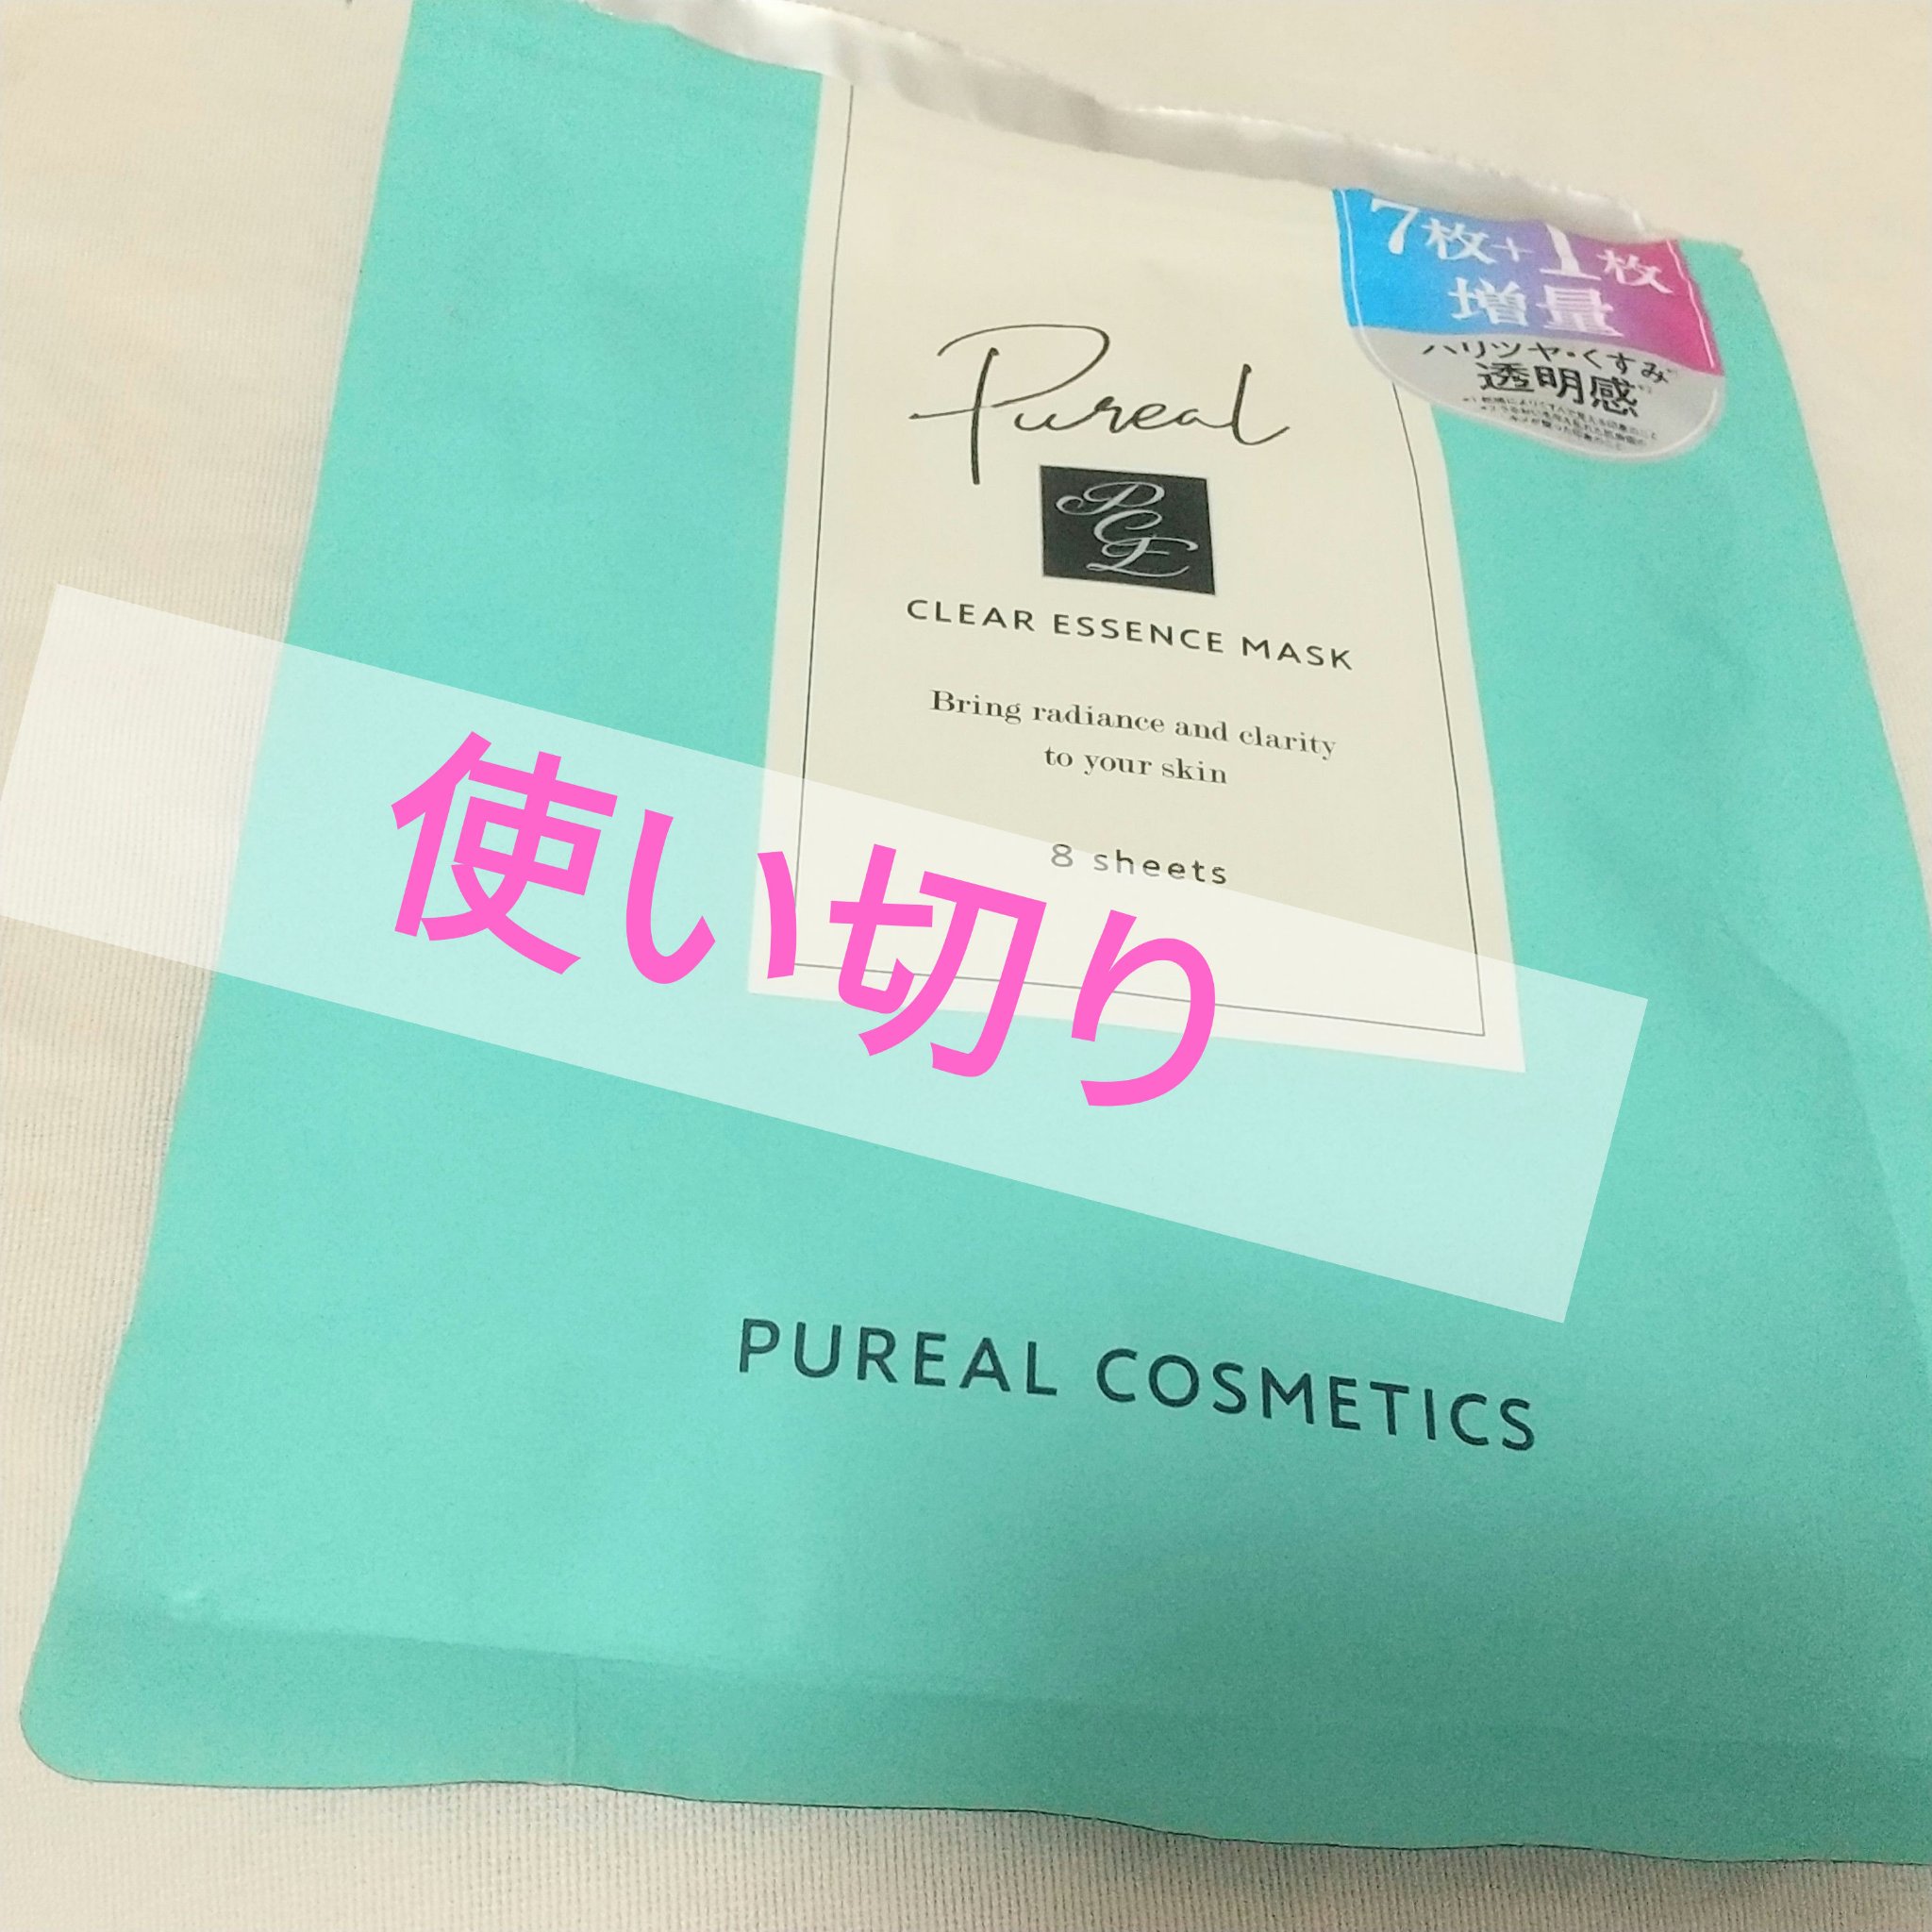 7枚+1枚
増量
ハリツヤ・くすみ
透明感
Pureal
PCE
CLEAR ESSENCE MASK
Bring radiance and clarity
to your skin
8 sheets
使い切り
PUREAL COSMETICS